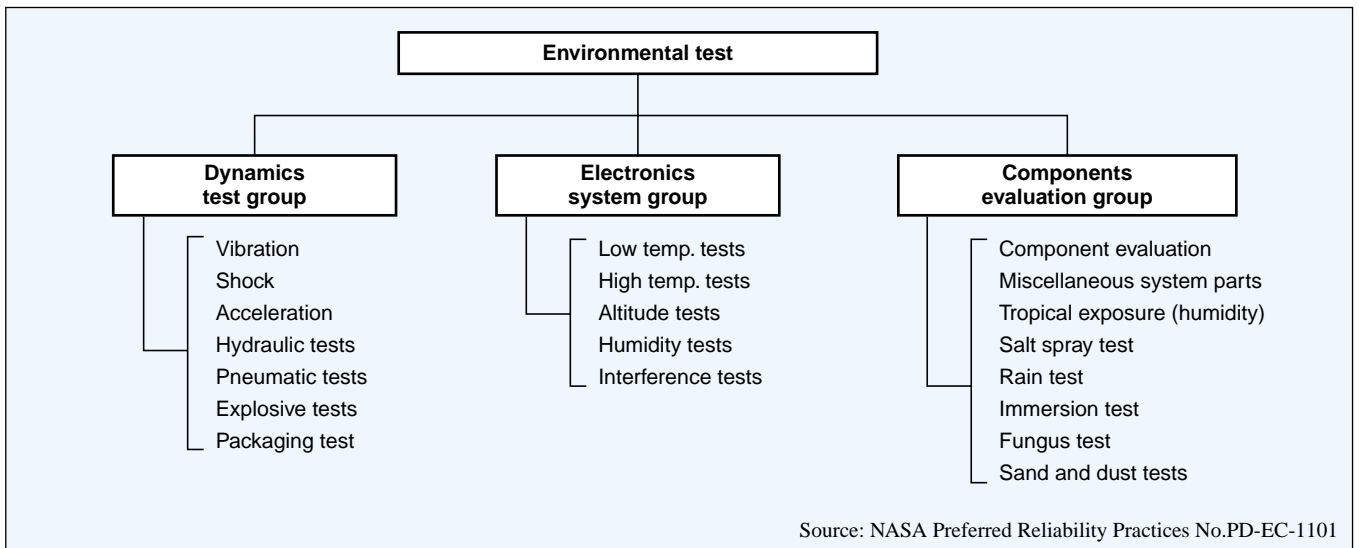 Environmental test
Dynamics
test group
Vibration
Shock
Acceleration
Hydraulic tests
Pneumatic tests
Explosive tests
Packaging test
Electronics
system group
Low temp. tests
High temp. tests
Altitude tests
Humidity tests
Interference tests
Components
evaluation group
Component evaluation
Miscellaneous system parts
Tropical exposure (humidity)
Salt spray test
Rain test
Immersion test
Fungus test
Sand and dust tests
Source: NASA Preferred Reliability Practices No.PD-EC-1101